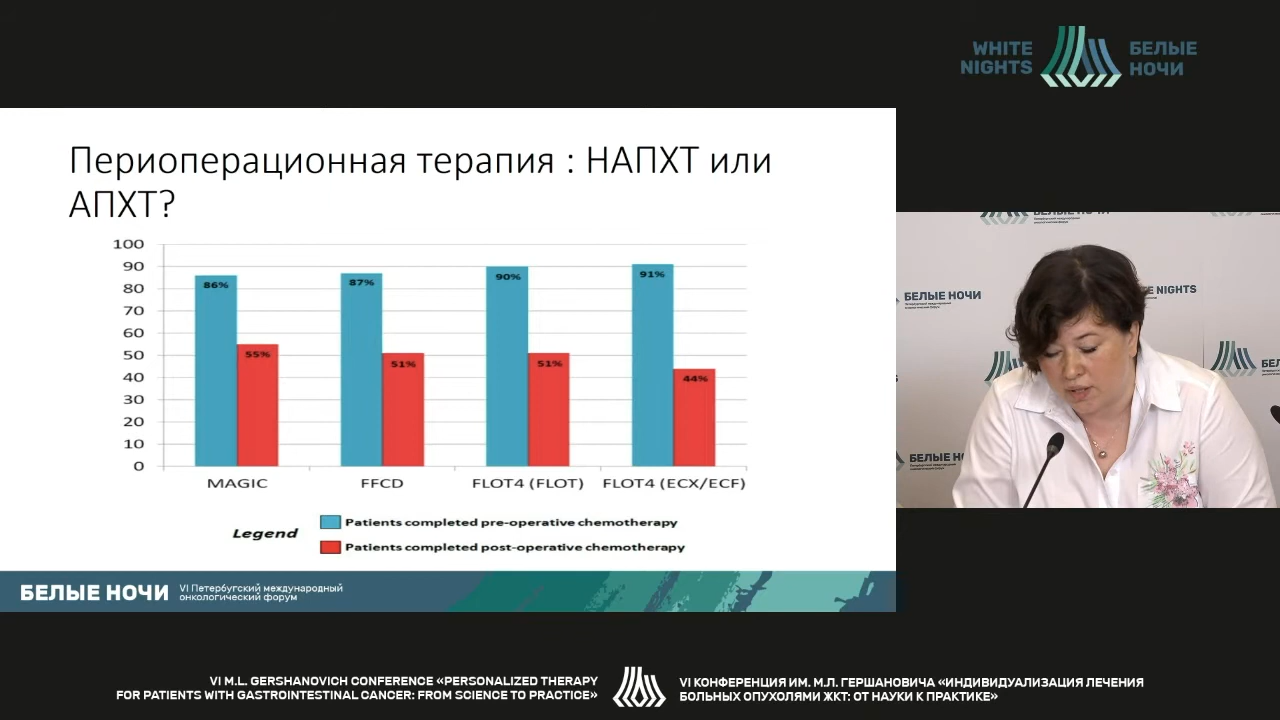 WHITE
NIGHTS
БЕЛЫЕ
НОЧИ
Периоперационная терапия : НАПХТ или
АПХТ?
100
90
80
70
60
50
40
30
20
10
0
86%
55%
87%
51%
90%
51%
91%
44%
MAGIC
FFCD
FLOT4 (FLOT)
FLOT4 (ECX/ECF)
Legend
Patients completed pre-operative chemotherapy
Patients completed post-operative chemotherapy
БЕЛЫЕ НОЧИ
VI Петербугский международный
онкологический форум
БЕЛЫЕ НОЧИ
NIGHTS
VI M.L. GERSHANOVICH CONFERENCE «PERSONALIZED THERAPY
FOR PATIENTS WITH GASTROINTESTINAL CANCER: FROM SCIENCE TO PRACTICE»
VI КОНФЕРЕНЦИЯ ИМ. М.Л. ГЕРШАНОВИЧА «ИНДИВИДУАЛИЗАЦИЯ ЛЕЧЕНИЯ
БОЛЬНЫХ ОПУХОЛЯМИ ЖКТ: ОТ НАУКИ К ПРАКТИКЕ»